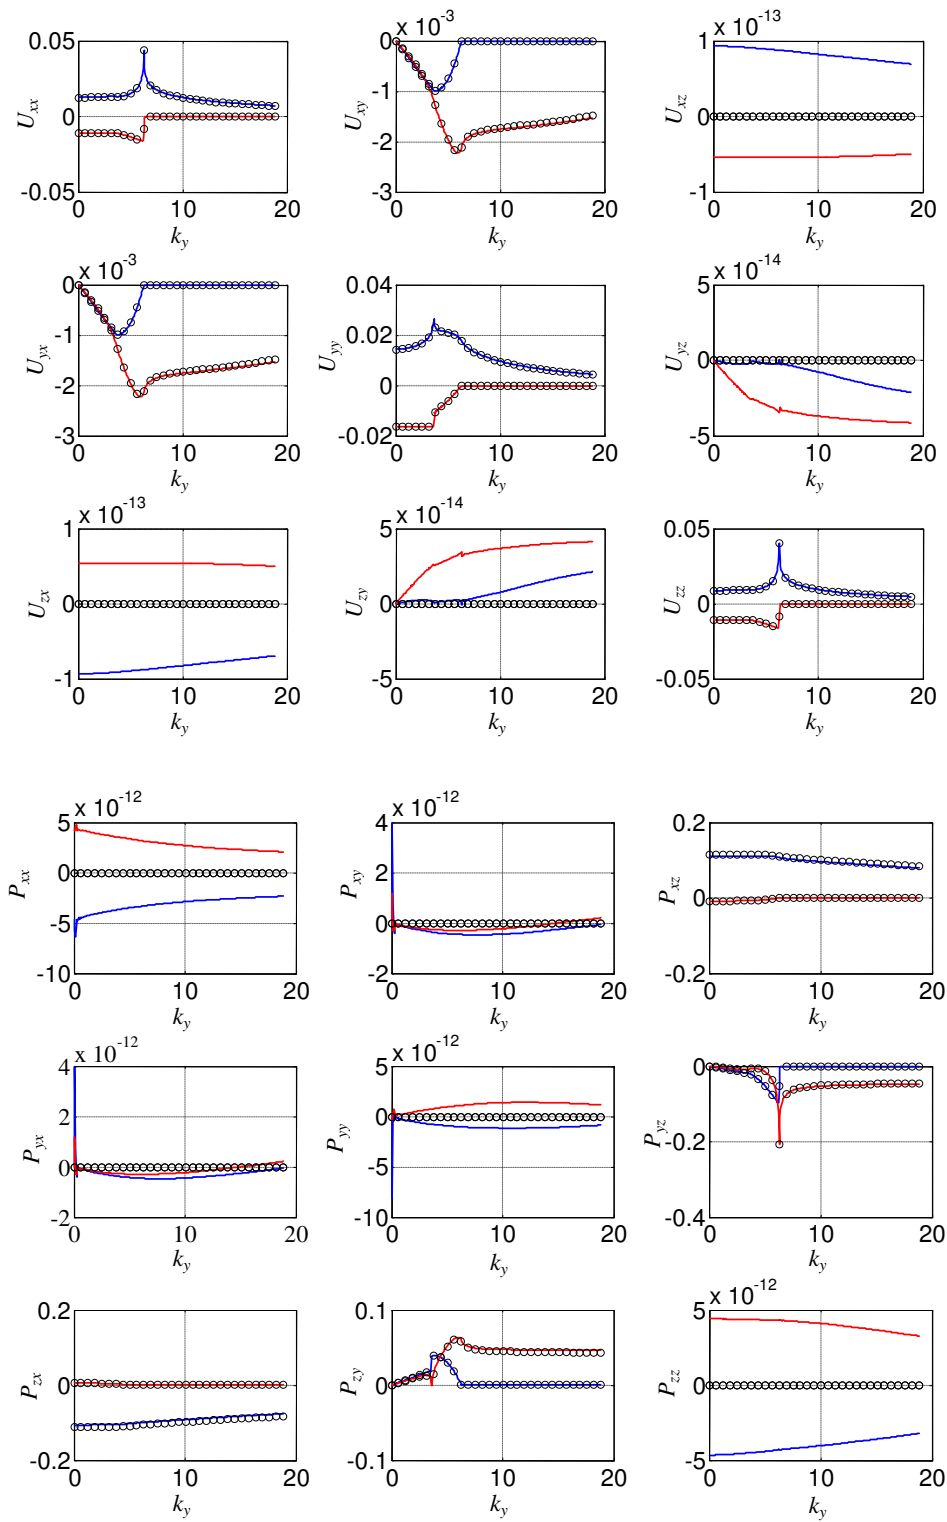 0.05
0
-0.05
U_xx
0 10 20
k_y
x 10^-3
0
-1
-2
-3
U_xy
0 10 20
k_y
x 10^-13
1
0
-1
U_xz
0 10 20
k_y
x 10^-3
0
-1
-2
-3
U_yx
0 10 20
k_y
0.04
0.02
0
-0.02
U_yy
0 10 20
k_y
x 10^-14
5
0
-5
U_yz
0 10 20
k_y
x 10^-13
1
0
-1
U_zx
0 10 20
k_y
x 10^-14
5
0
-5
U_zy
0 10 20
k_y
0.05
0
-0.05
U_zz
0 10 20
k_y
x 10^-12
5
0
-5
-10
P_xx
0 10 20
k_y
x 10^-12
4
2
0
-2
P_xy
0 10 20
k_y
0.2
0
-0.2
P_xz
0 10 20
k_y
x 10^-12
4
2
0
-2
P_yx
0 10 20
k_y
x 10^-12
5
0
-5
-10
P_yy
0 10 20
k_y
0
-0.2
-0.4
P_yz
0 10 20
k_y
0.2
0
-0.2
P_zx
0 10 20
k_y
0.1
0
-0.1
P_zy
0 10 20
k_y
x 10^-12
5
0
-5
P_zz
0 10 20
k_y